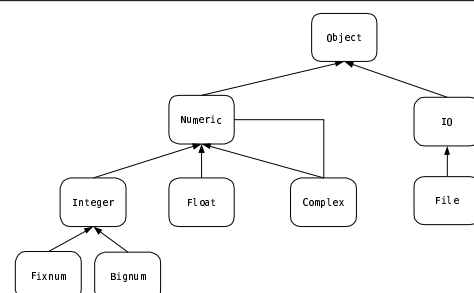 Object
Numeric
IO
Integer
Float
Complex
File
Fixnum
Bignum